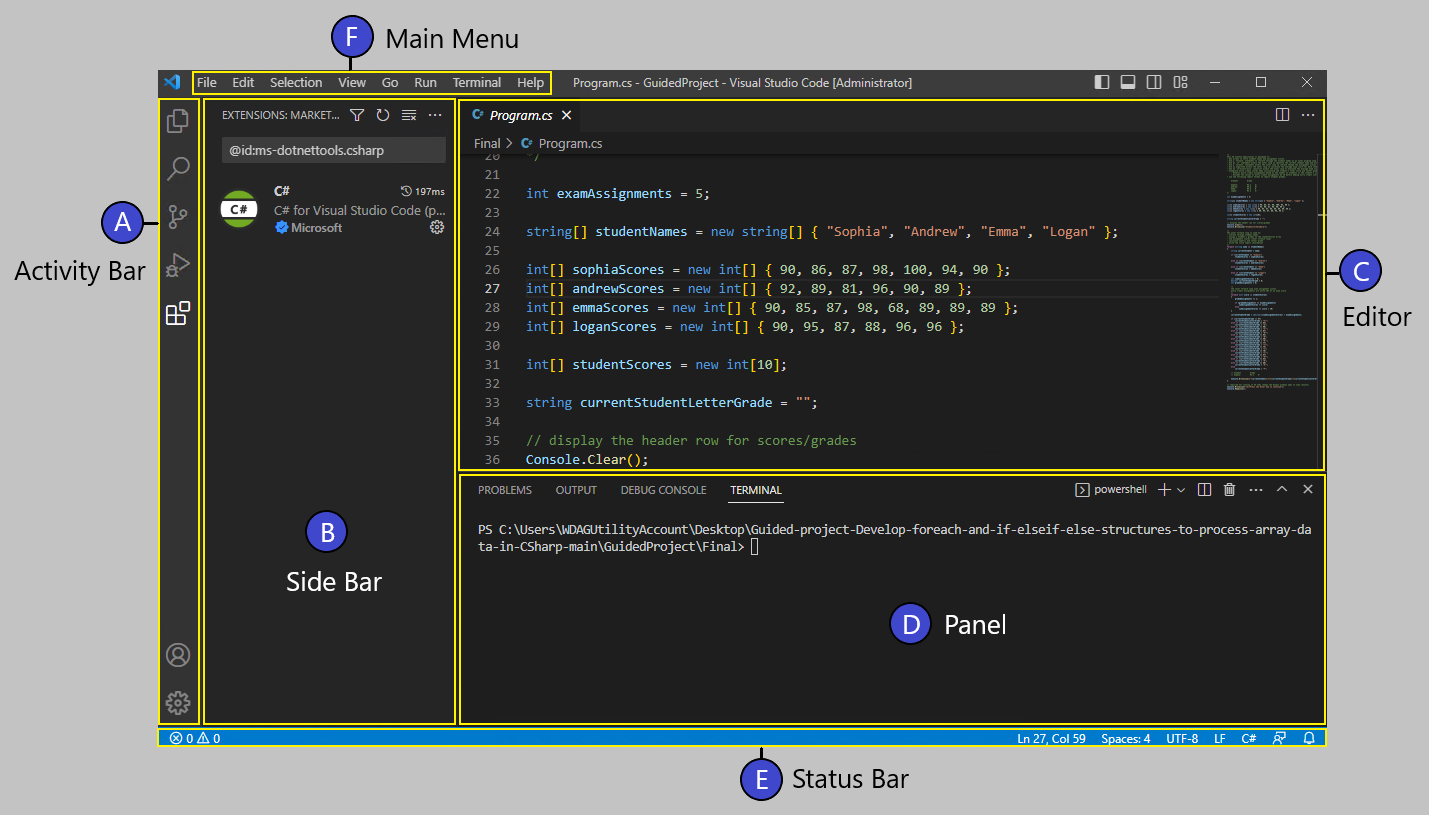 F Main Menu
File Edit Selection View Go Run Terminal Help Program.cs - GuidedProject - Visual Studio Code [Administrator]
A
Activity Bar
EXTENSIONS: MARKET...
@id:ms-dotnettools.csharp
C# C# 197ms
C# for Visual Studio Code (p...
Microsoft
B
Side Bar
C# Program.cs
Final > C# Program.cs
20 */
21
22 int examAssignments = 5;
23
24 string[] studentNames = new string[] { "Sophia", "Andrew", "Emma", "Logan" };
25
26 int[] sophiaScores = new int[] { 90, 86, 87, 98, 100, 94, 90 };
27 int[] andrewScores = new int[] { 92, 89, 81, 96, 90, 89 };
28 int[] emmaScores = new int[] { 90, 85, 87, 98, 68, 89, 89, 89 };
29 int[] loganScores = new int[] { 90, 95, 87, 88, 96, 96 };
30
31 int[] studentScores = new int[10];
32
33 string currentStudentLetterGrade = "";
34
35 // display the header row for scores/grades
36 Console.Clear();
C
Editor
PROBLEMS OUTPUT DEBUG CONSOLE TERMINAL powershell
PS C:\Users\WDAGUtilityAccount\Desktop\Guided-project-Develop-foreach-and-if-elseif-else-structures-to-process-array-da
ta-in-CSharp-main\GuidedProject\Final>
D Panel
0 0 Ln 27, Col 59 Spaces: 4 UTF-8 LF C#
E Status Bar